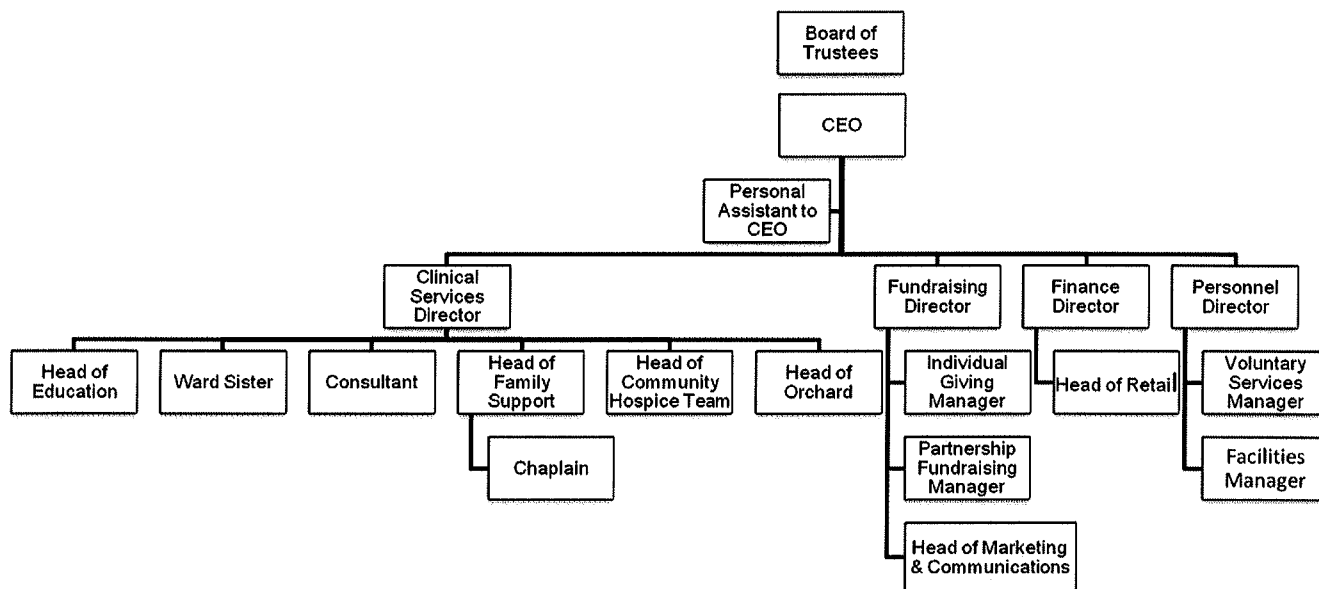 Board of
Trustees
CEO
Personal
Assistant to
CEO
Clinical
Services
Director
Fundraising
Director
Finance
Director
Personnel
Director
Head of
Education
Ward Sister
Consultant
Head of
Family
Support
Head of
Community
Hospice Team
Head of
Orchard
Individual
Giving
Manager
Head of Retail
Voluntary
Services
Manager
Chaplain
Partnership
Fundraising
Manager
Facilities
Manager
Head of Marketing
& Communications